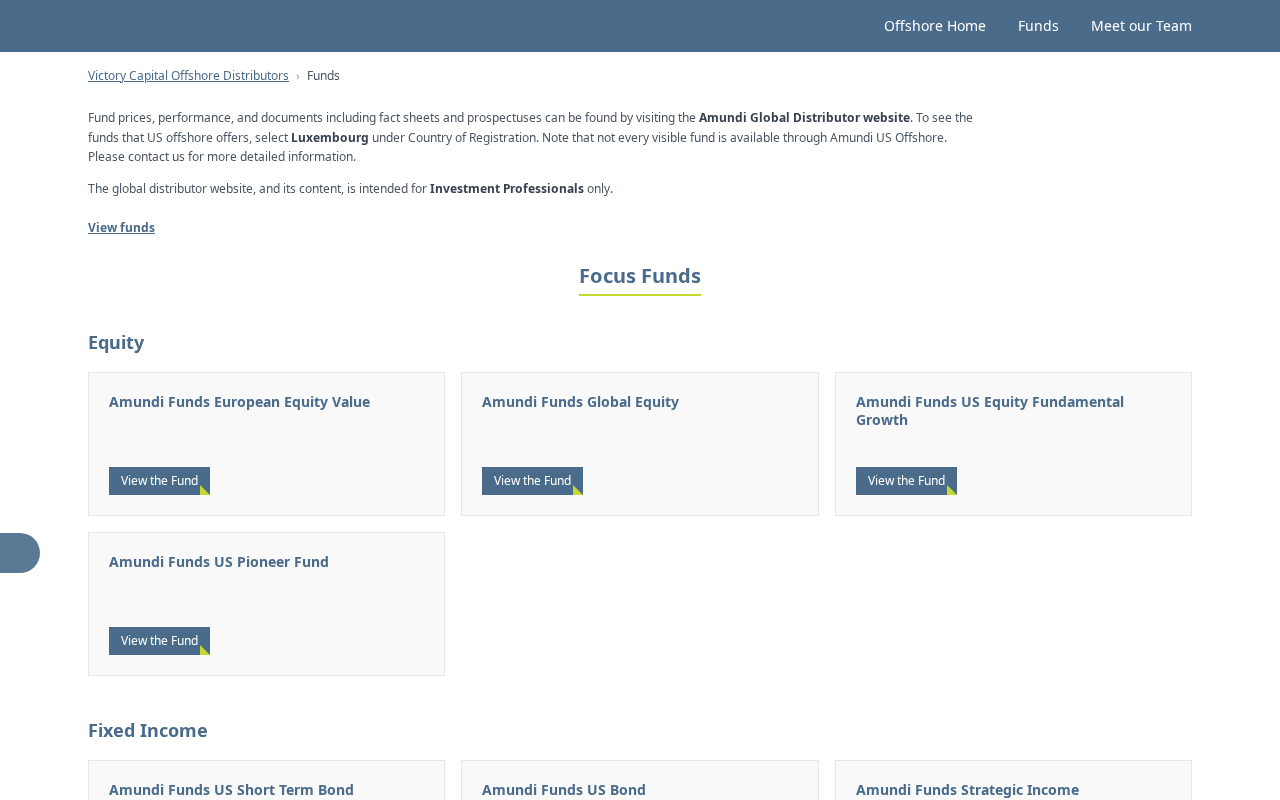 Offshore Home Funds Meet our Team
Victory Capital Offshore Distributors › Funds
Fund prices, performance, and documents including fact sheets and prospectuses can be found by visiting the Amundi Global Distributor website. To see the
funds that US offshore offers, select Luxembourg under Country of Registration. Note that not every visible fund is available through Amundi US Offshore.
Please contact us for more detailed information.
The global distributor website, and its content, is intended for Investment Professionals only.
View funds
Focus Funds
Equity
Amundi Funds European Equity Value
View the Fund
Amundi Funds Global Equity
View the Fund
Amundi Funds US Equity Fundamental
Growth
View the Fund
Amundi Funds US Pioneer Fund
View the Fund
Fixed Income
Amundi Funds US Short Term Bond
Amundi Funds US Bond
Amundi Funds Strategic Income